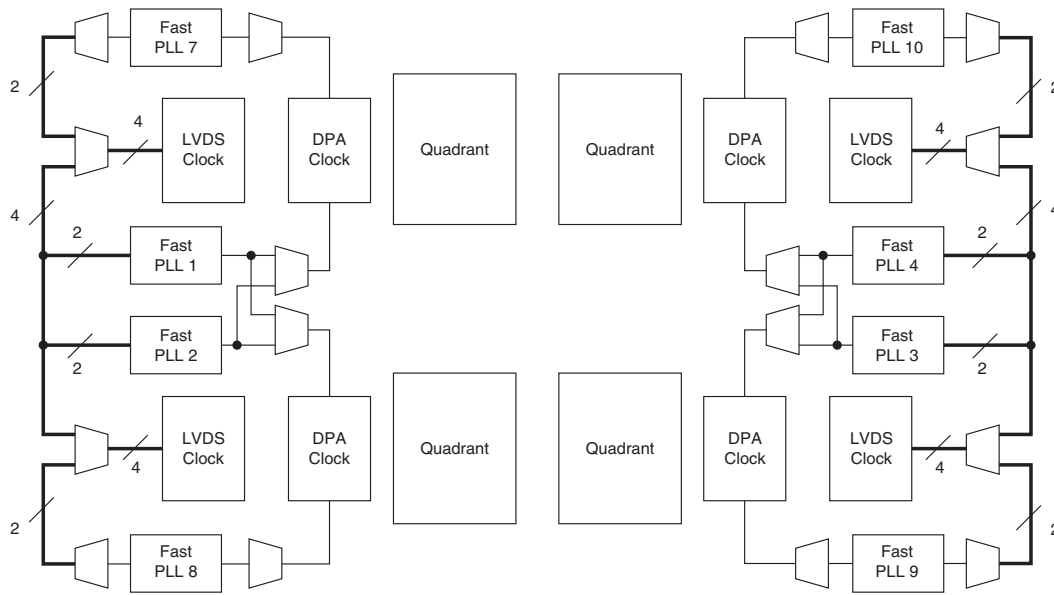 Fast
PLL 7
Fast
PLL 10
2
2
4
LVDS
Clock
DPA
Clock
Quadrant
Quadrant
DPA
Clock
LVDS
Clock
4
4
4
2
Fast
PLL 1
Fast
PLL 4
2
2
Fast
PLL 2
Fast
PLL 3
2
LVDS
Clock
DPA
Clock
Quadrant
Quadrant
DPA
Clock
LVDS
Clock
4
4
2
2
Fast
PLL 8
Fast
PLL 9